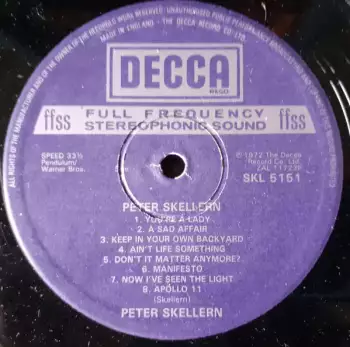 ALL RIGHTS OF THE MANUFACTURER AND OF THE OWNER OF THE RECORDED WORK RESERVED. UNAUTHORISED PUBLIC PERFORMANCE BROADCASTING AND
MADE IN ENGLAND · THE DECCA RECORD CO. LTD.
DECCA
REGD
ffss FULL FREQUENCY ffss
STEREOPHONIC SOUND
SPEED 33⅓
Pendulum/
Warner Bros.
℗ 1972 The Decca
Record Co. Ltd.
SKL 5151
PETER SKELLERN
1. YOU'RE A LADY
2. A SAD AFFAIR
3. KEEP IN YOUR OWN BACKYARD
4. AIN'T LIFE SOMETHING
5. DON'T IT MATTER ANYMORE?
6. MANIFESTO
7. NOW I'VE SEEN THE LIGHT
8. APOLLO 11
(Skellern)
PETER SKELLERN